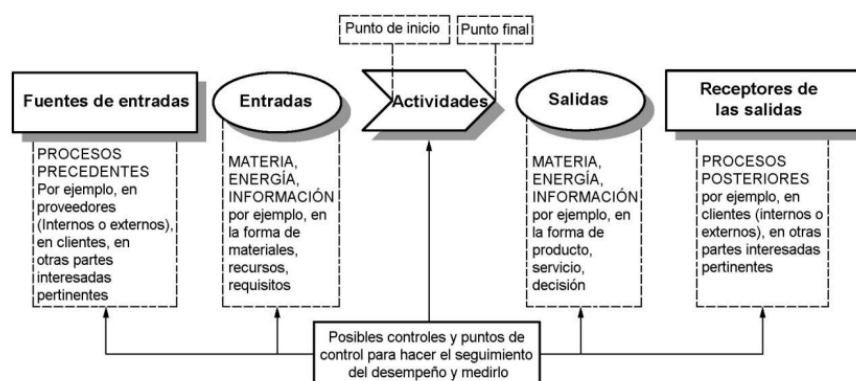 Punto de inicio
Punto final
Fuentes de entradas
Entradas
Actividades
Salidas
Receptores de
las salidas
PROCESOS
PRECEDENTES
Por ejemplo, en
proveedores
(Internos o externos),
en clientes, en
otras partes
interesadas
pertinentes
MATERIA,
ENERGÍA,
INFORMACIÓN
por ejemplo, en
la forma de
materiales,
recursos,
requisitos
MATERIA,
ENERGÍA,
INFORMACIÓN
por ejemplo, en
la forma de
producto,
servicio,
decisión
PROCESOS
POSTERIORES
por ejemplo, en
clientes (internos o
externos), en otras
partes interesadas
pertinentes
Posibles controles y puntos de
control para hacer el seguimiento
del desempeño y medirlo